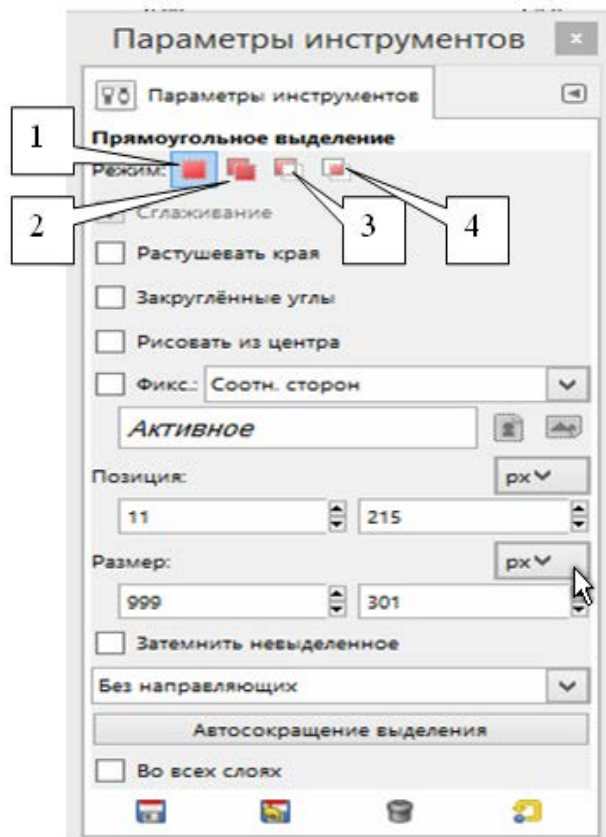 Параметры инструментов
Параметры инструментов
1
Прямоугольное выделение
Режим:
2
3
4
Сглаживание
Растушевать края
Закруглённые углы
Рисовать из центра
Фикс.: Соотн. сторон
Активное
Позиция: px
11 215
Размер: px
999 301
Затемнить невыделенное
Без направляющих
Автосокращение выделения
Во всех слоях